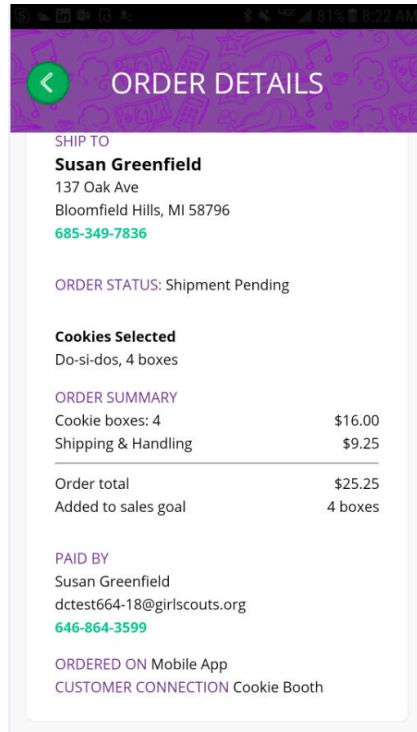 4G 81% 8:22 AM
ORDER DETAILS
SHIP TO
Susan Greenfield
137 Oak Ave
Bloomfield Hills, MI 58796
685-349-7836
ORDER STATUS: Shipment Pending
Cookies Selected
Do-si-dos, 4 boxes
ORDER SUMMARY
Cookie boxes: 4 $16.00
Shipping & Handling $9.25
Order total $25.25
Added to sales goal 4 boxes
PAID BY
Susan Greenfield
dctest664-18@girlscouts.org
646-864-3599
ORDERED ON Mobile App
CUSTOMER CONNECTION Cookie Booth